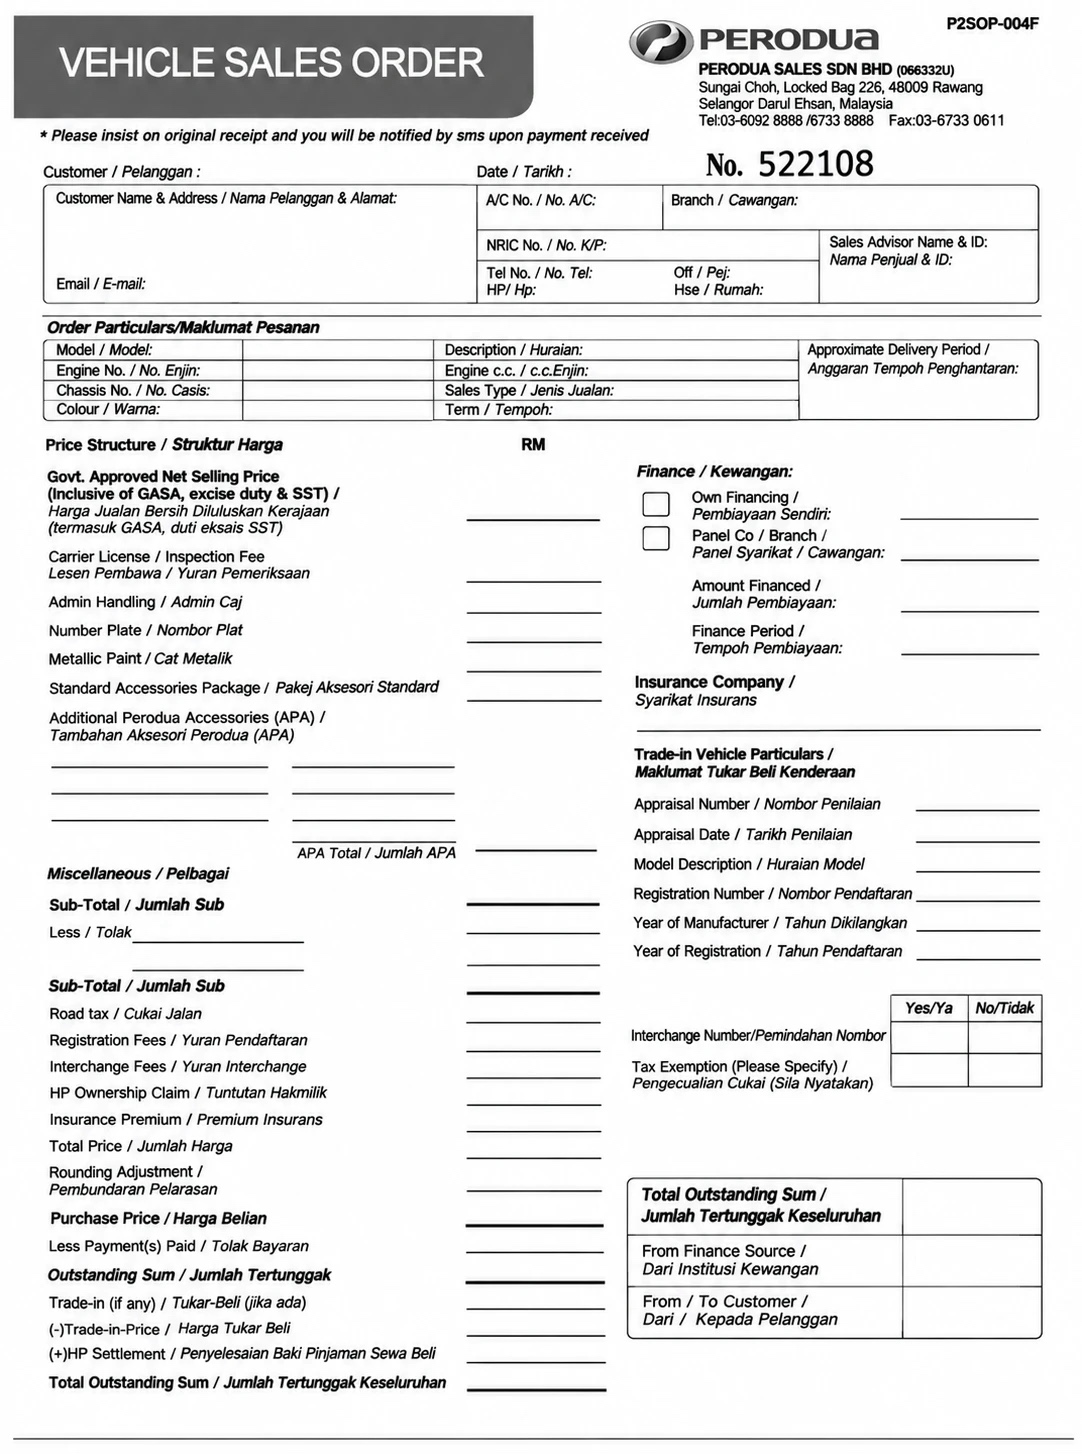 P2SOP-004F
VEHICLE SALES ORDER
PERODUA
PERODUA SALES SDN BHD (066332U)
Sungai Choh, Locked Bag 226, 48009 Rawang
Selangor Darul Ehsan, Malaysia
Tel:03-6092 8888 /6733 8888 Fax:03-6733 0611
* Please insist on original receipt and you will be notified by sms upon payment received
No. 522108
Customer / Pelanggan :
Date / Tarikh :
Customer Name & Address / Nama Pelanggan & Alamat:
Email / E-mail:
A/C No. / No. A/C:
Branch / Cawangan:
NRIC No. / No. K/P:
Tel No. / No. Tel:
HP/ Hp:
Off / Pej:
Hse / Rumah:
Sales Advisor Name & ID:
Nama Penjual & ID:
Order Particulars/Maklumat Pesanan
Model / Model:
Engine No. / No. Enjin:
Chassis No. / No. Casis:
Colour / Warna:
Description / Huraian:
Engine c.c. / c.c.Enjin:
Sales Type / Jenis Jualan:
Term / Tempoh:
Approximate Delivery Period /
Anggaran Tempoh Penghantaran:
Price Structure / Struktur Harga
RM
Govt. Approved Net Selling Price
(Inclusive of GASA, excise duty & SST) /
Harga Jualan Bersih Diluluskan Kerajaan
(termasuk GASA, duti eksais SST)
Carrier License / Inspection Fee
Lesen Pembawa / Yuran Pemeriksaan
Admin Handling / Admin Caj
Number Plate / Nombor Plat
Metallic Paint / Cat Metalik
Standard Accessories Package / Pakej Aksesori Standard
Additional Perodua Accessories (APA) /
Tambahan Aksesori Perodua (APA)
APA Total / Jumlah APA
Miscellaneous / Pelbagai
Sub-Total / Jumlah Sub
Less / Tolak
Sub-Total / Jumlah Sub
Road tax / Cukai Jalan
Registration Fees / Yuran Pendaftaran
Interchange Fees / Yuran Interchange
HP Ownership Claim / Tuntutan Hakmilik
Insurance Premium / Premium Insurans
Total Price / Jumlah Harga
Rounding Adjustment /
Pembundaran Pelarasan
Purchase Price / Harga Belian
Less Payment(s) Paid / Tolak Bayaran
Outstanding Sum / Jumlah Tertunggak
Trade-in (if any) / Tukar-Beli (jika ada)
(-)Trade-in-Price / Harga Tukar Beli
(+)HP Settlement / Penyelesaian Baki Pinjaman Sewa Beli
Total Outstanding Sum / Jumlah Tertunggak Keseluruhan
Finance / Kewangan:
Own Financing /
Pembiayaan Sendiri:
Panel Co / Branch /
Panel Syarikat / Cawangan:
Amount Financed /
Jumlah Pembiayaan:
Finance Period /
Tempoh Pembiayaan:
Insurance Company /
Syarikat Insurans
Trade-in Vehicle Particulars /
Maklumat Tukar Beli Kenderaan
Appraisal Number / Nombor Penilaian
Appraisal Date / Tarikh Penilaian
Model Description / Huraian Model
Registration Number / Nombor Pendaftaran
Year of Manufacturer / Tahun Dikilangkan
Year of Registration / Tahun Pendaftaran
Yes/Ya No/Tidak
Interchange Number/Pemindahan Nombor
Tax Exemption (Please Specify) /
Pengecualian Cukai (Sila Nyatakan)
Total Outstanding Sum /
Jumlah Tertunggak Keseluruhan
From Finance Source /
Dari Institusi Kewangan
From / To Customer /
Dari / Kepada Pelanggan